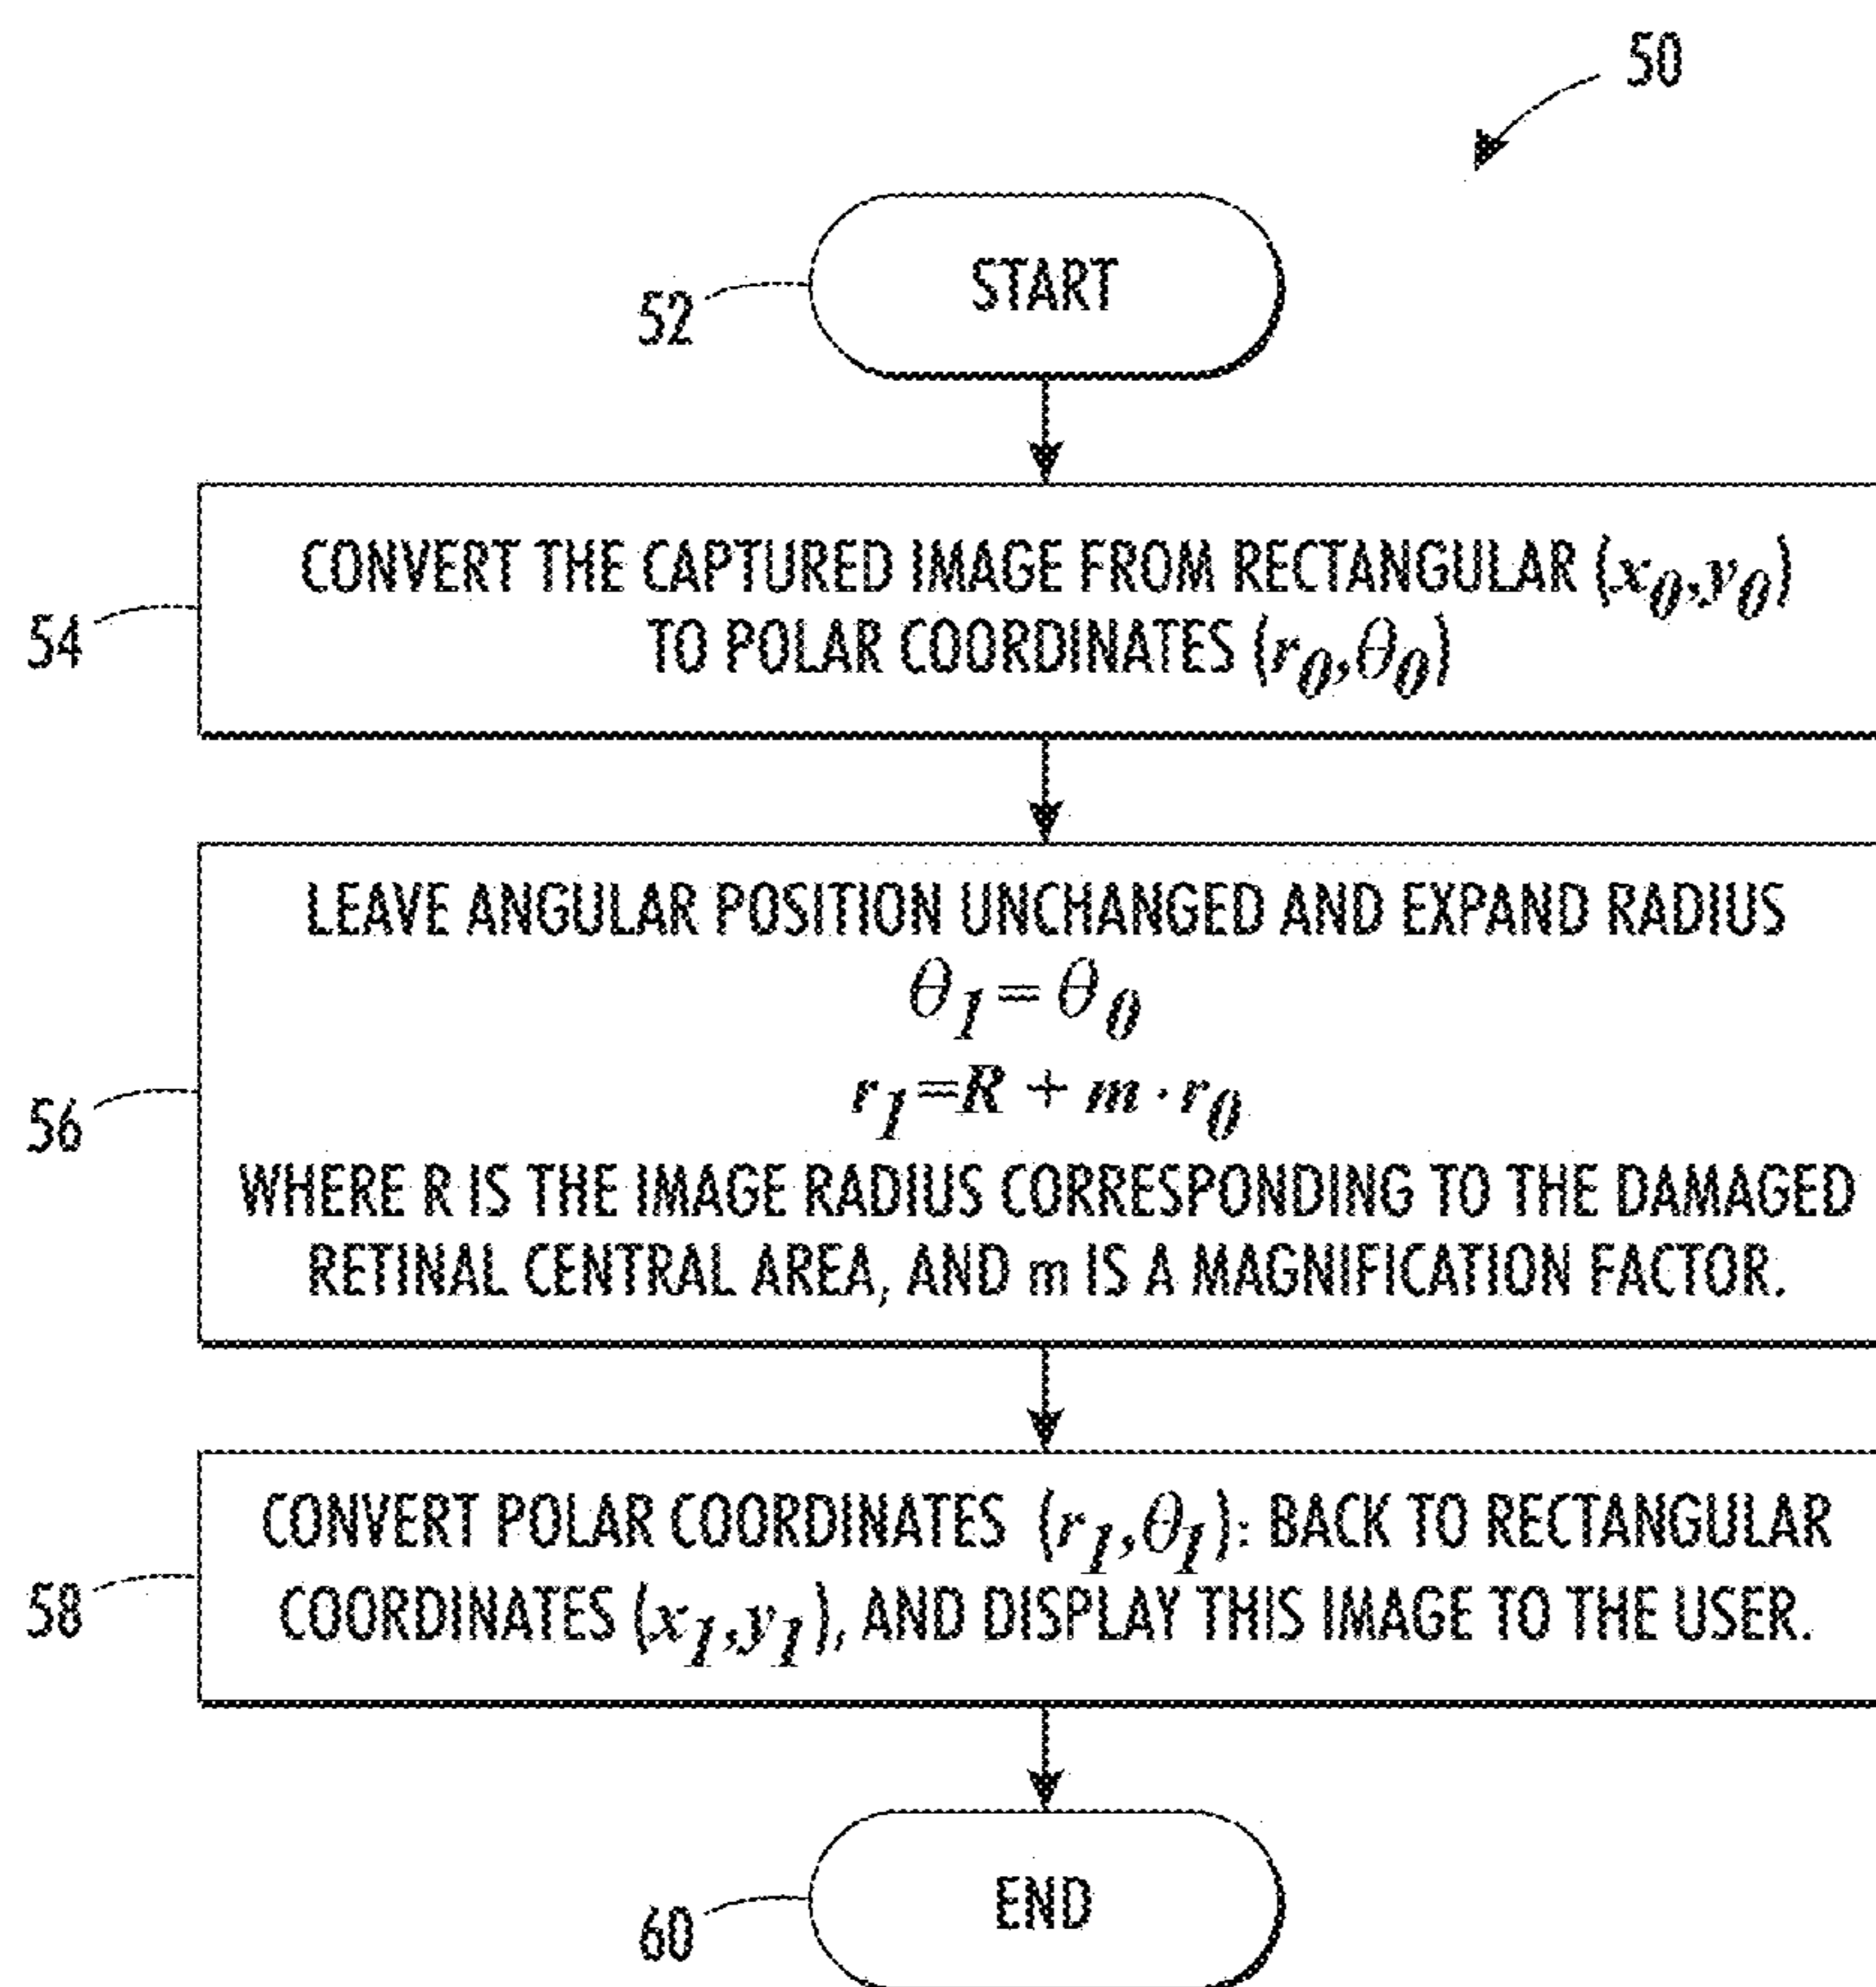 50
52
START
54
CONVERT THE CAPTURED IMAGE FROM RECTANGULAR (x₀,y₀)
TO POLAR COORDINATES (r₀,θ₀)
56
LEAVE ANGULAR POSITION UNCHANGED AND EXPAND RADIUS
θ₁= θ₀
r₁=R + m · r₀
WHERE R IS THE IMAGE RADIUS CORRESPONDING TO THE DAMAGED
RETINAL CENTRAL AREA, AND m IS A MAGNIFICATION FACTOR.
58
CONVERT POLAR COORDINATES (r₁,θ₁): BACK TO RECTANGULAR
COORDINATES (x₁,y₁), AND DISPLAY THIS IMAGE TO THE USER.
60
END